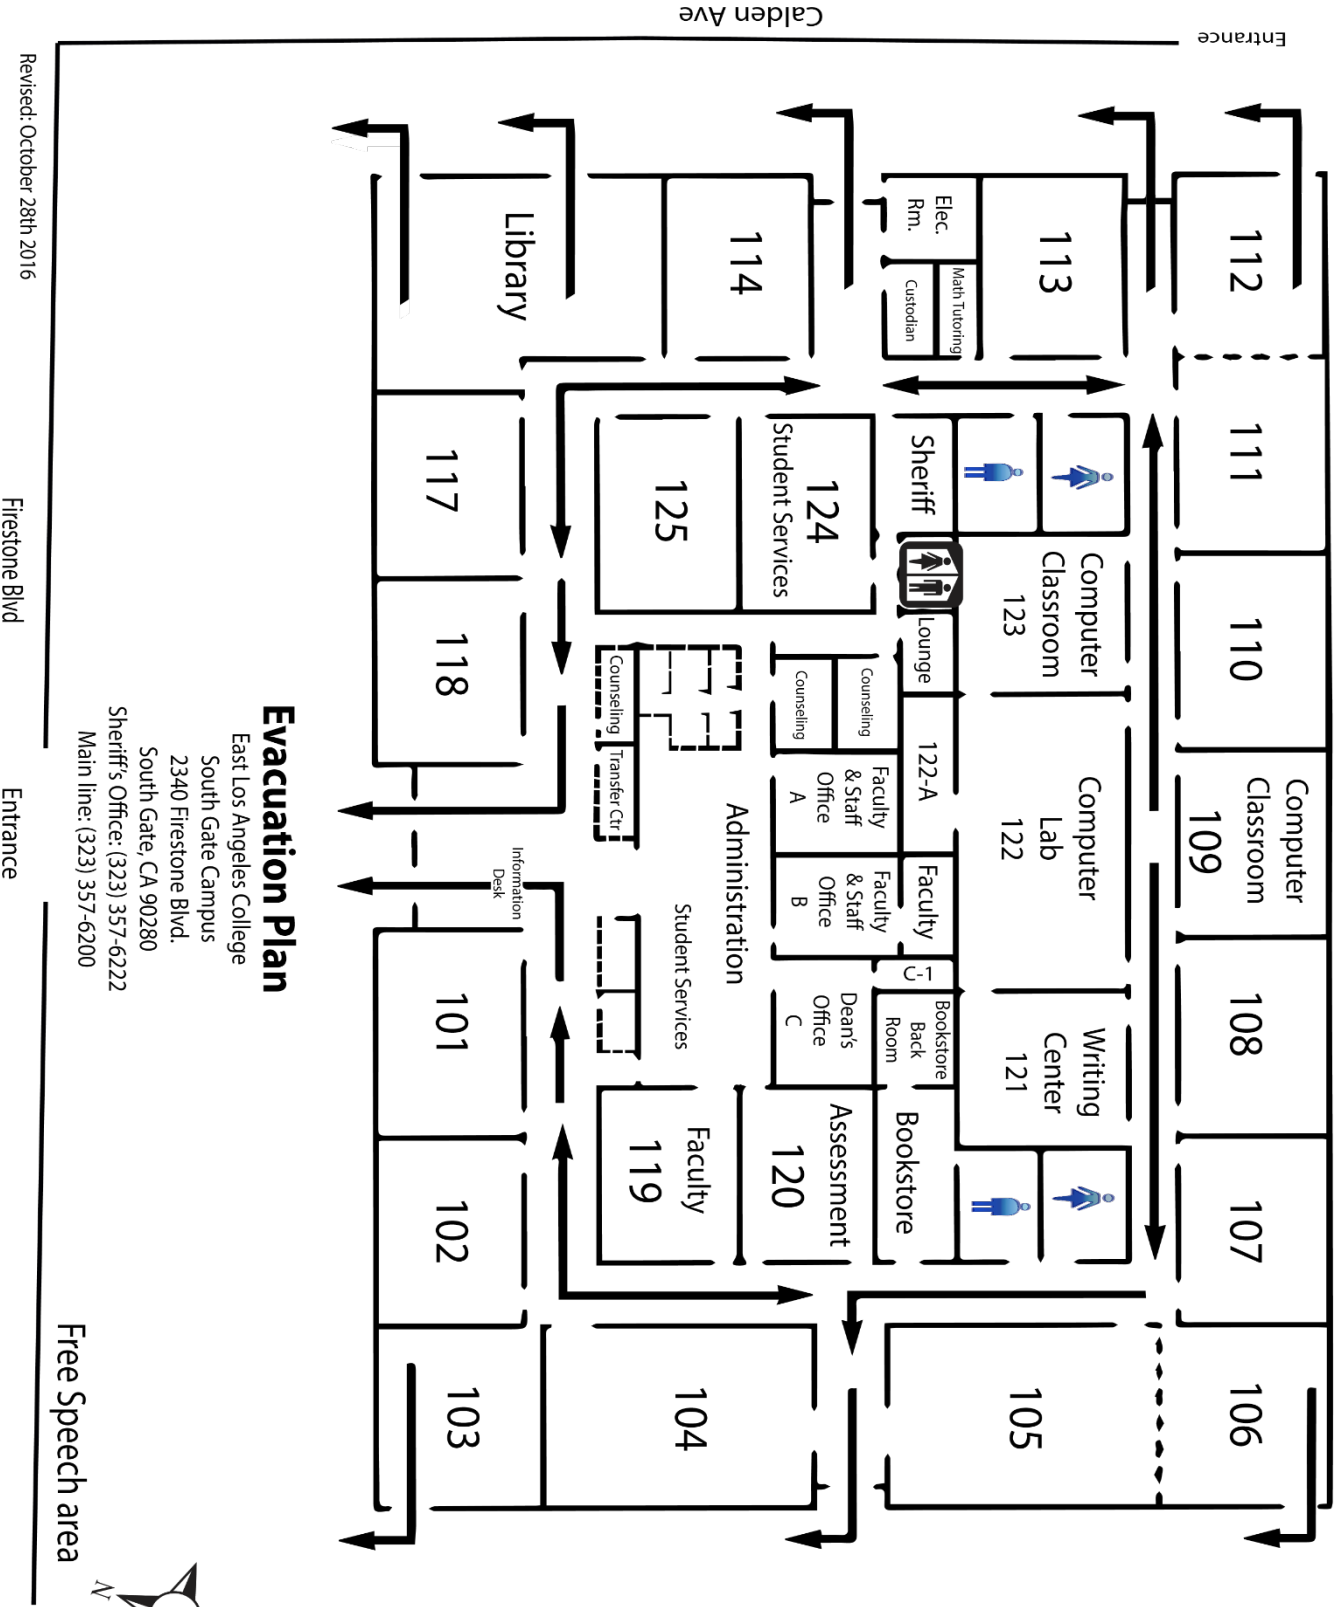 Calden Ave
Entrance
112
111
110
Computer
Classroom
109
108
107
106
113
Elec.
Rm.
Math Tutoring
Custodian
114
Library
Sheriff
Computer
Classroom
123
Computer
Lab
122
Writing
Center
121
124
Student Services
125
Lounge
122-A
Faculty
C-1
Bookstore
Back
Room
Bookstore
Counseling
Counseling
Faculty
& Staff
Office
A
Faculty
& Staff
Office
B
Dean's
Office
C
Assessment
120
Administration
Student Services
Faculty
119
Counseling
Transfer Ctr
Information
Desk
105
104
117
118
101
102
103
Evacuation Plan
East Los Angeles College
South Gate Campus
2340 Firestone Blvd.
South Gate, CA 90280
Sheriff's Office: (323) 357-6222
Main line: (323) 357-6200
Free Speech area
N
Revised: October 28th 2016
Firestone Blvd
Entrance